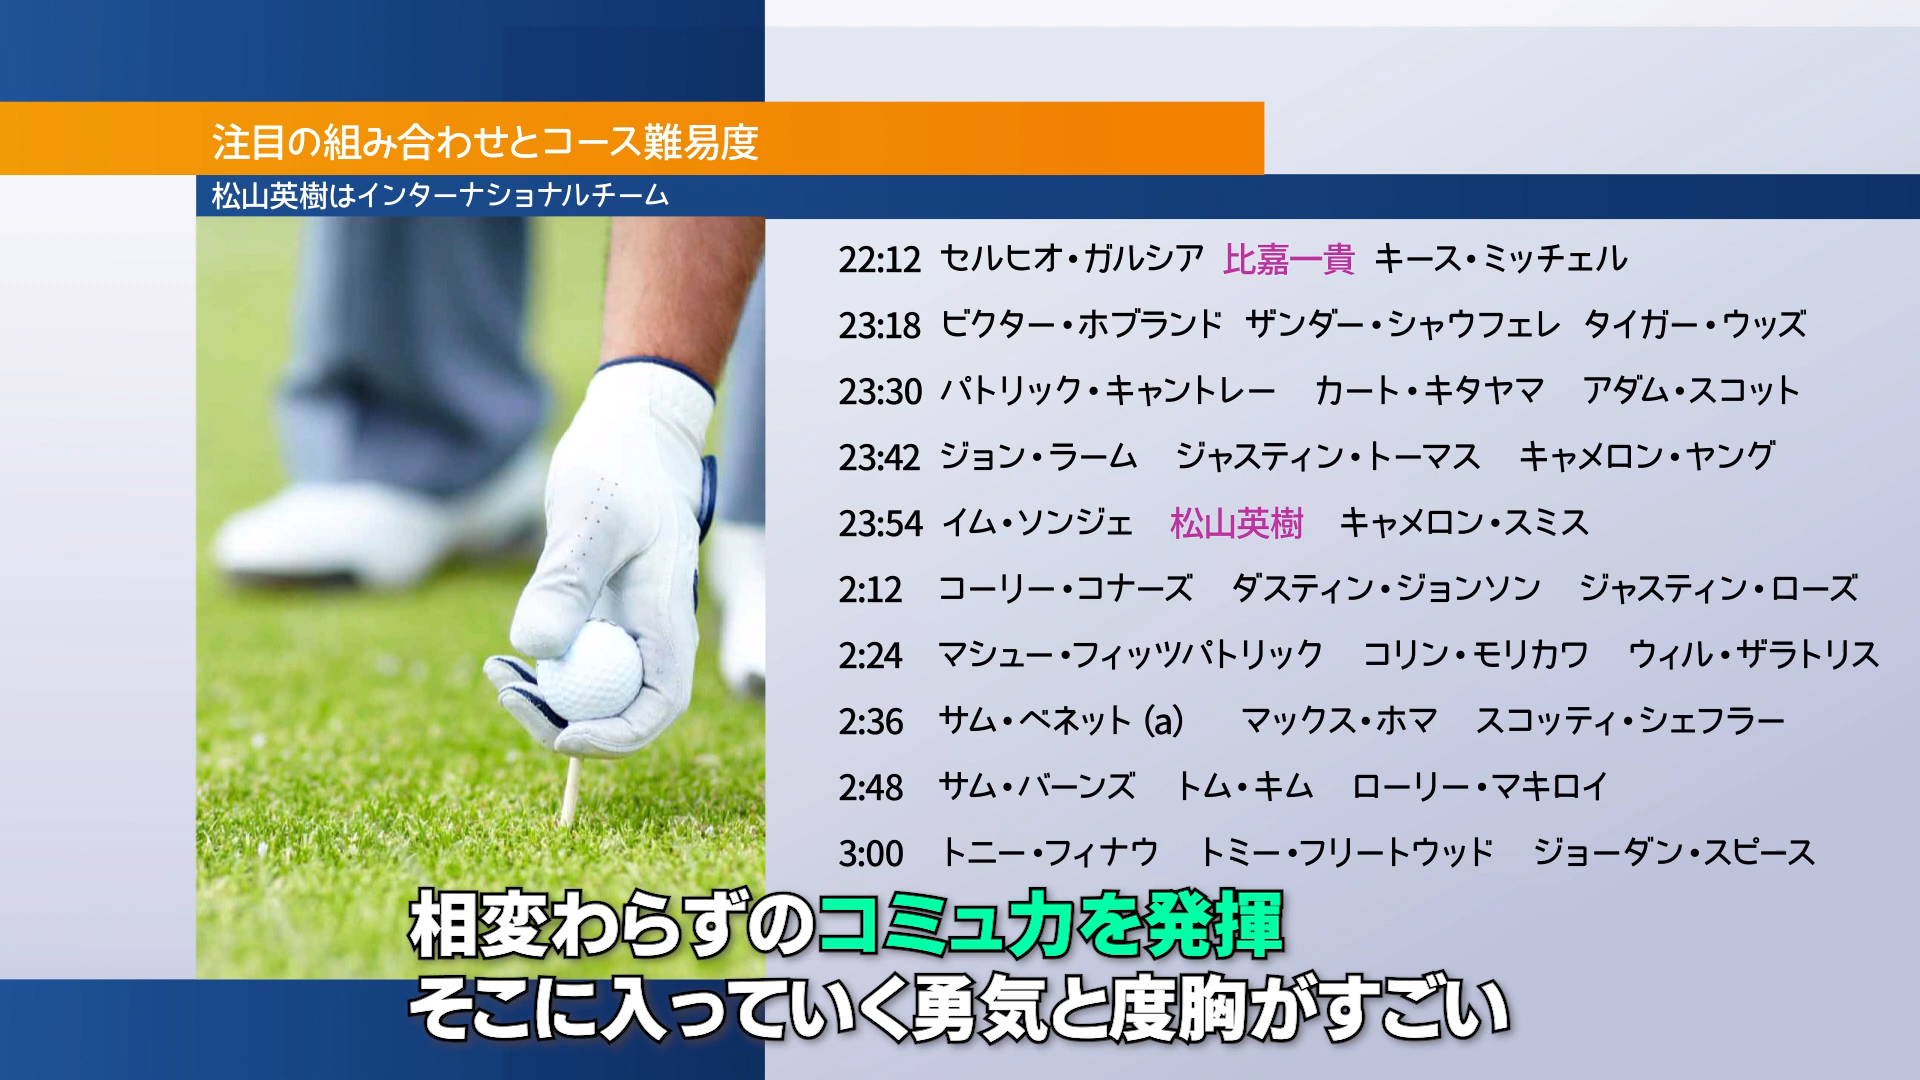 注目の組み合わせとコース難易度
松山英樹はインターナショナルチーム
22:12 セルヒオ・ガルシア 比嘉一貴 キース・ミッチェル
23:18 ビクター・ホブランド ザンダー・シャウフェレ タイガー・ウッズ
23:30 パトリック・キャントレー カート・キタヤマ アダム・スコット
23:42 ジョン・ラーム ジャスティン・トーマス キャメロン・ヤング
23:54 イム・ソンジェ 松山英樹 キャメロン・スミス
2:12 コーリー・コナーズ ダスティン・ジョンソン ジャスティン・ローズ
2:24 マシュー・フィッツパトリック コリン・モリカワ ウィル・ザラトリス
2:36 サム・ベネット(a) マックス・ホマ スコッティ・シェフラー
2:48 サム・バーンズ トム・キム ローリー・マキロイ
3:00 トニー・フィナウ トミー・フリートウッド ジョーダン・スピース
相変わらずのコミュ力を発揮
そこに入っていく勇気と度胸がすごい